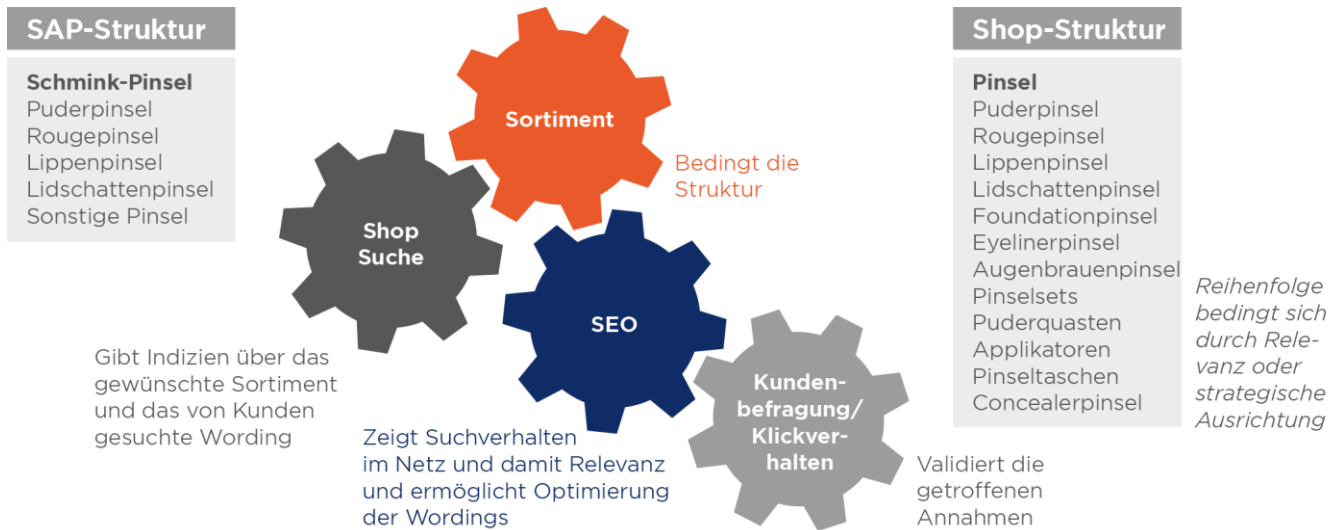 SAP-Struktur
Schmink-Pinsel
Puderpinsel
Rougepinsel
Lippenpinsel
Lidschattenpinsel
Sonstige Pinsel
Sortiment
Bedingt die
Struktur
Shop
Suche
Gibt Indizien über das
gewünschte Sortiment
und das von Kunden
gesuchte Wording
SEO
Zeigt Suchverhalten
im Netz und damit Relevanz
und ermöglicht Optimierung
der Wordings
Kunden-
befragung/
Klickver-
halten
Validiert die
getroffenen
Annahmen
Shop-Struktur
Pinsel
Puderpinsel
Rougepinsel
Lippenpinsel
Lidschattenpinsel
Foundationpinsel
Eyelinerpinsel
Augenbrauenpinsel
Pinselsets
Puderquasten
Applikatoren
Pinseltaschen
Concealerpinsel
Reihenfolge
bedingt sich
durch Rele-
vanz oder
strategische
Ausrichtung